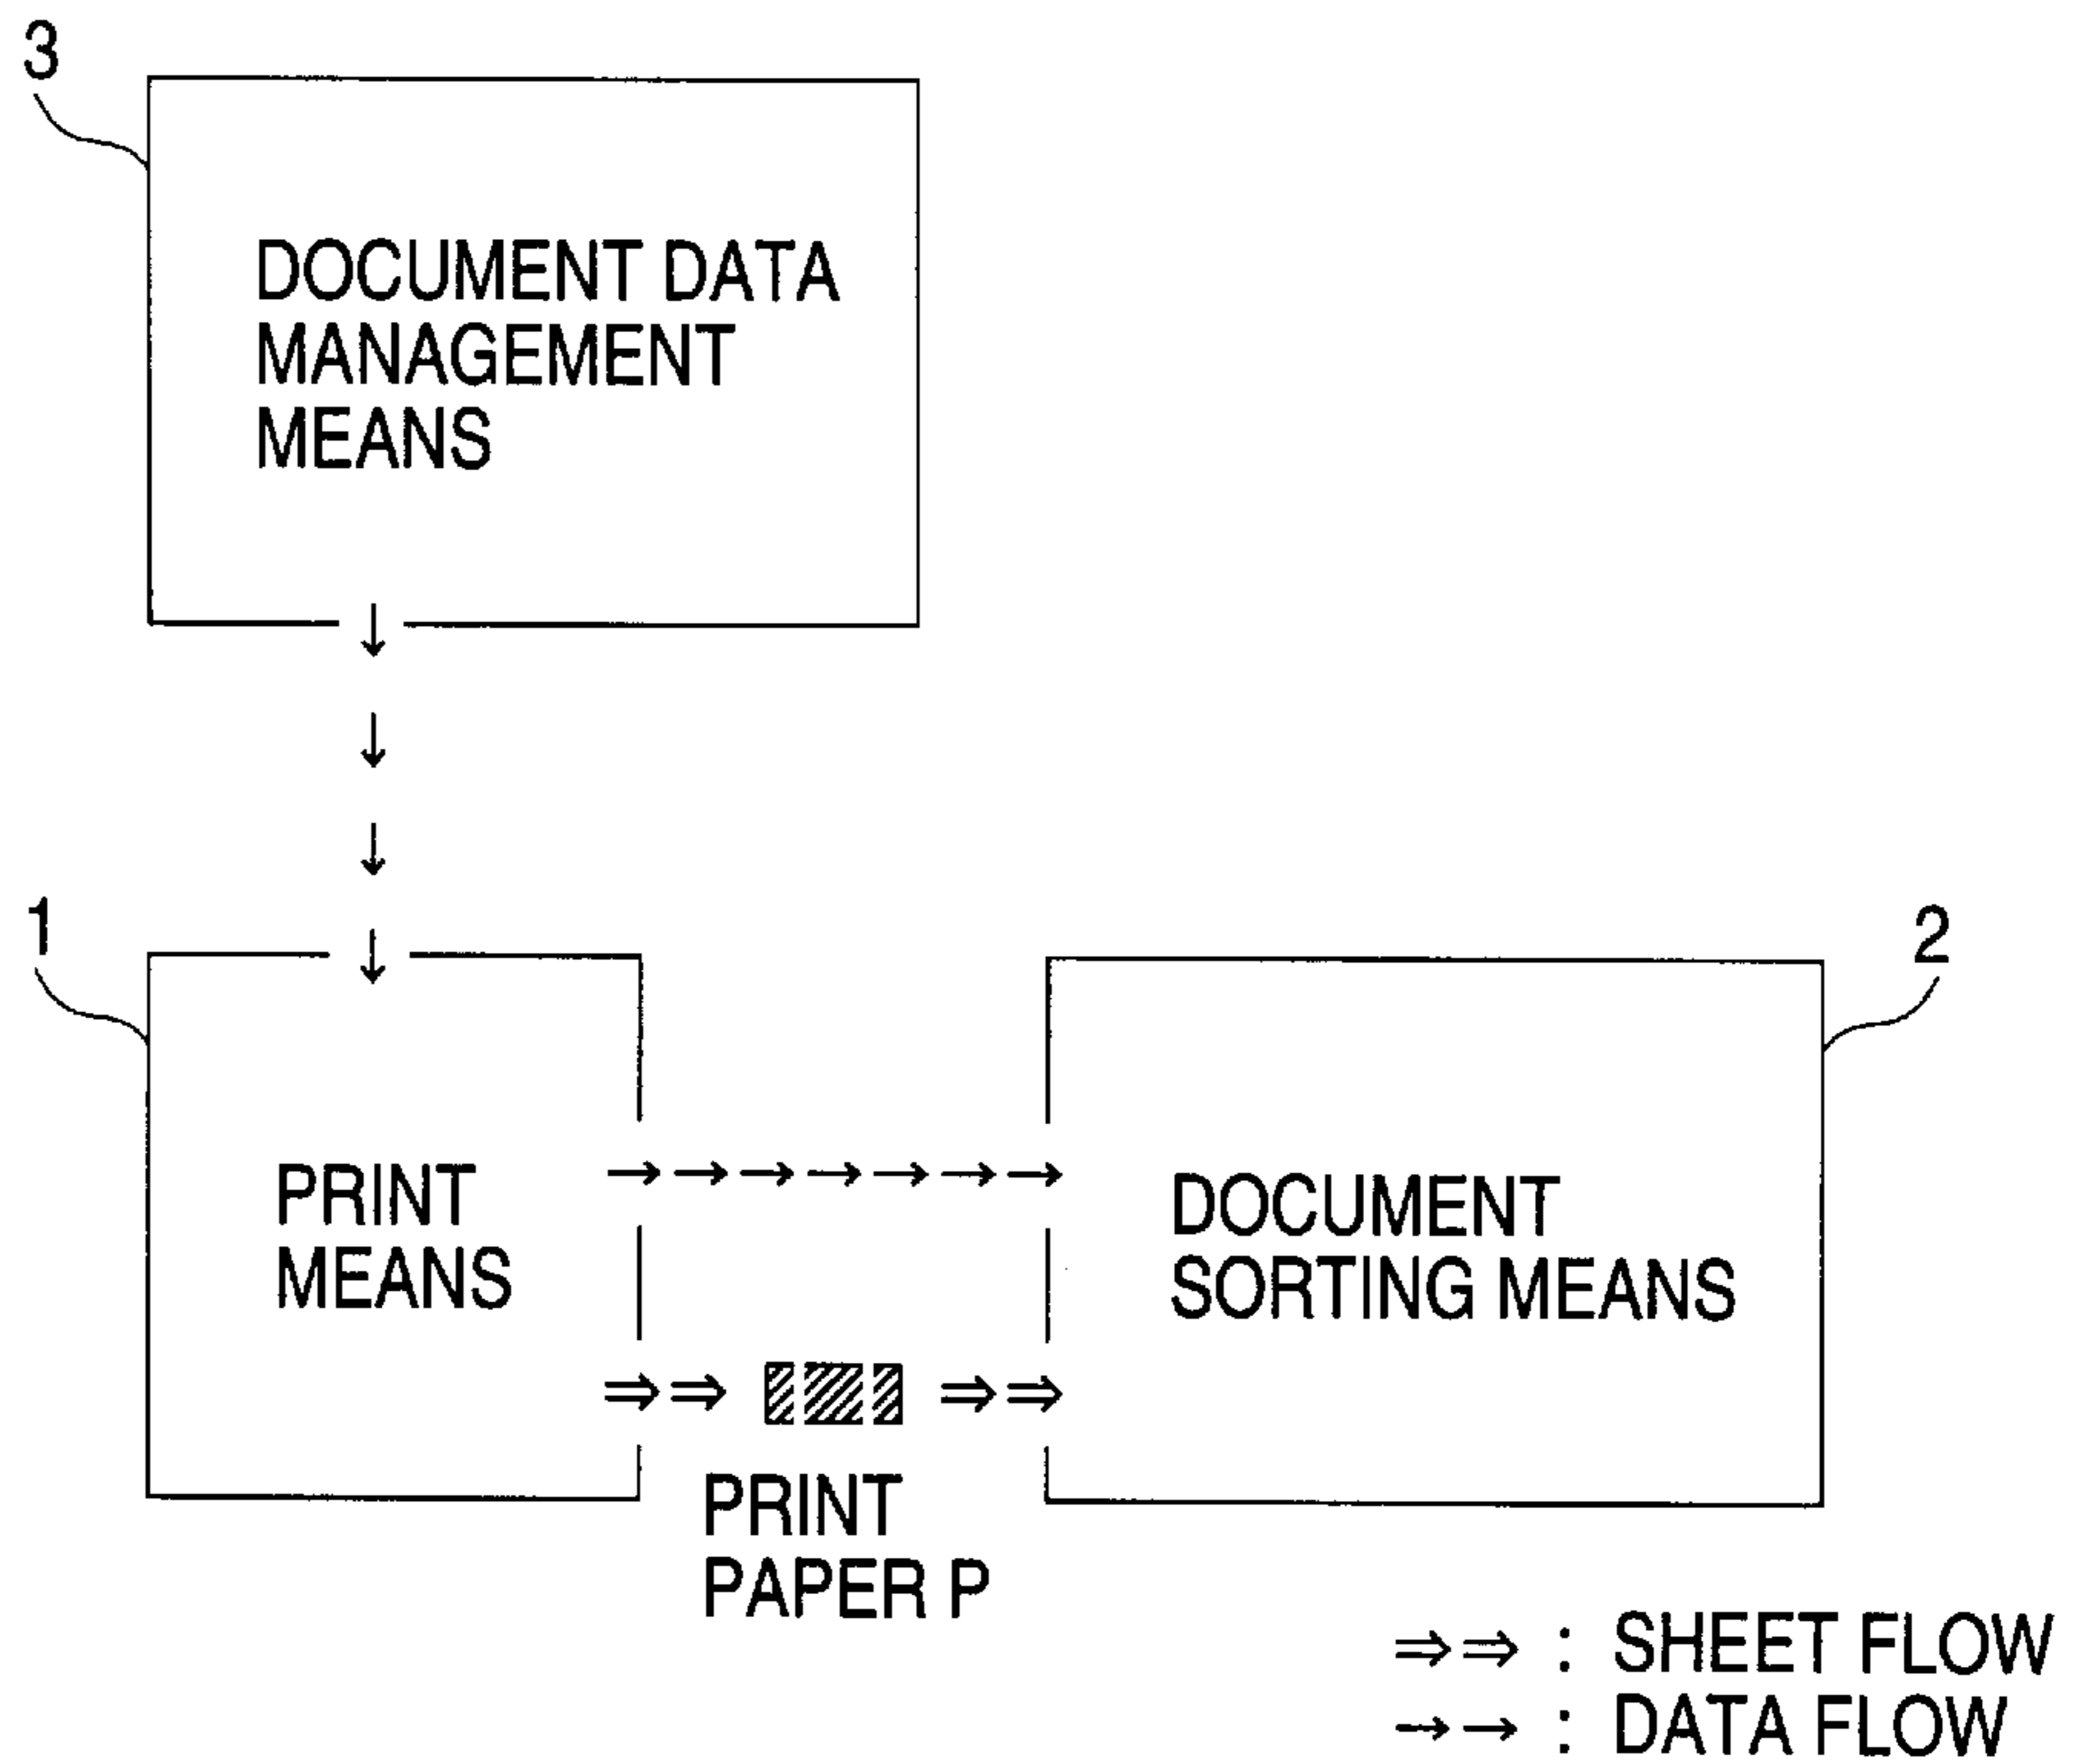 3
DOCUMENT DATA
MANAGEMENT
MEANS
1
2
PRINT
MEANS
DOCUMENT
SORTING MEANS
PRINT
PAPER P
⇒⇒ : SHEET FLOW
→→ : DATA FLOW